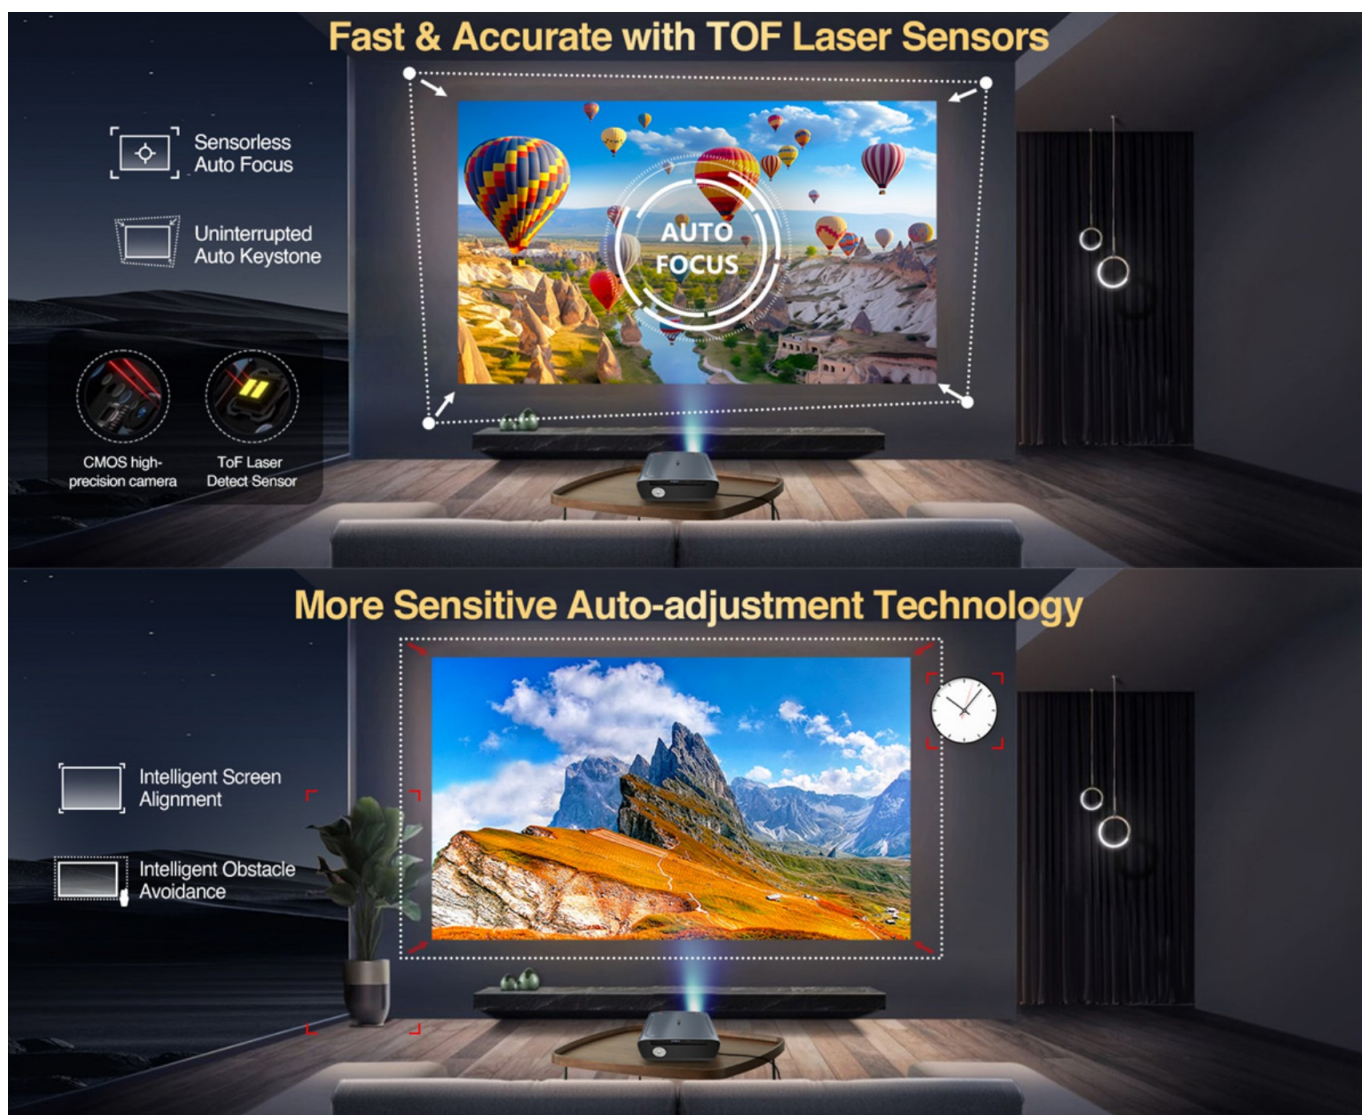 Fast & Accurate with TOF Laser Sensors
Sensorless
Auto Focus
Uninterrupted
Auto Keystone
AUTO
FOCUS
CMOS high-
precision camera
ToF Laser
Detect Sensor
More Sensitive Auto-adjustment Technology
Intelligent Screen
Alignment
Intelligent Obstacle
Avoidance